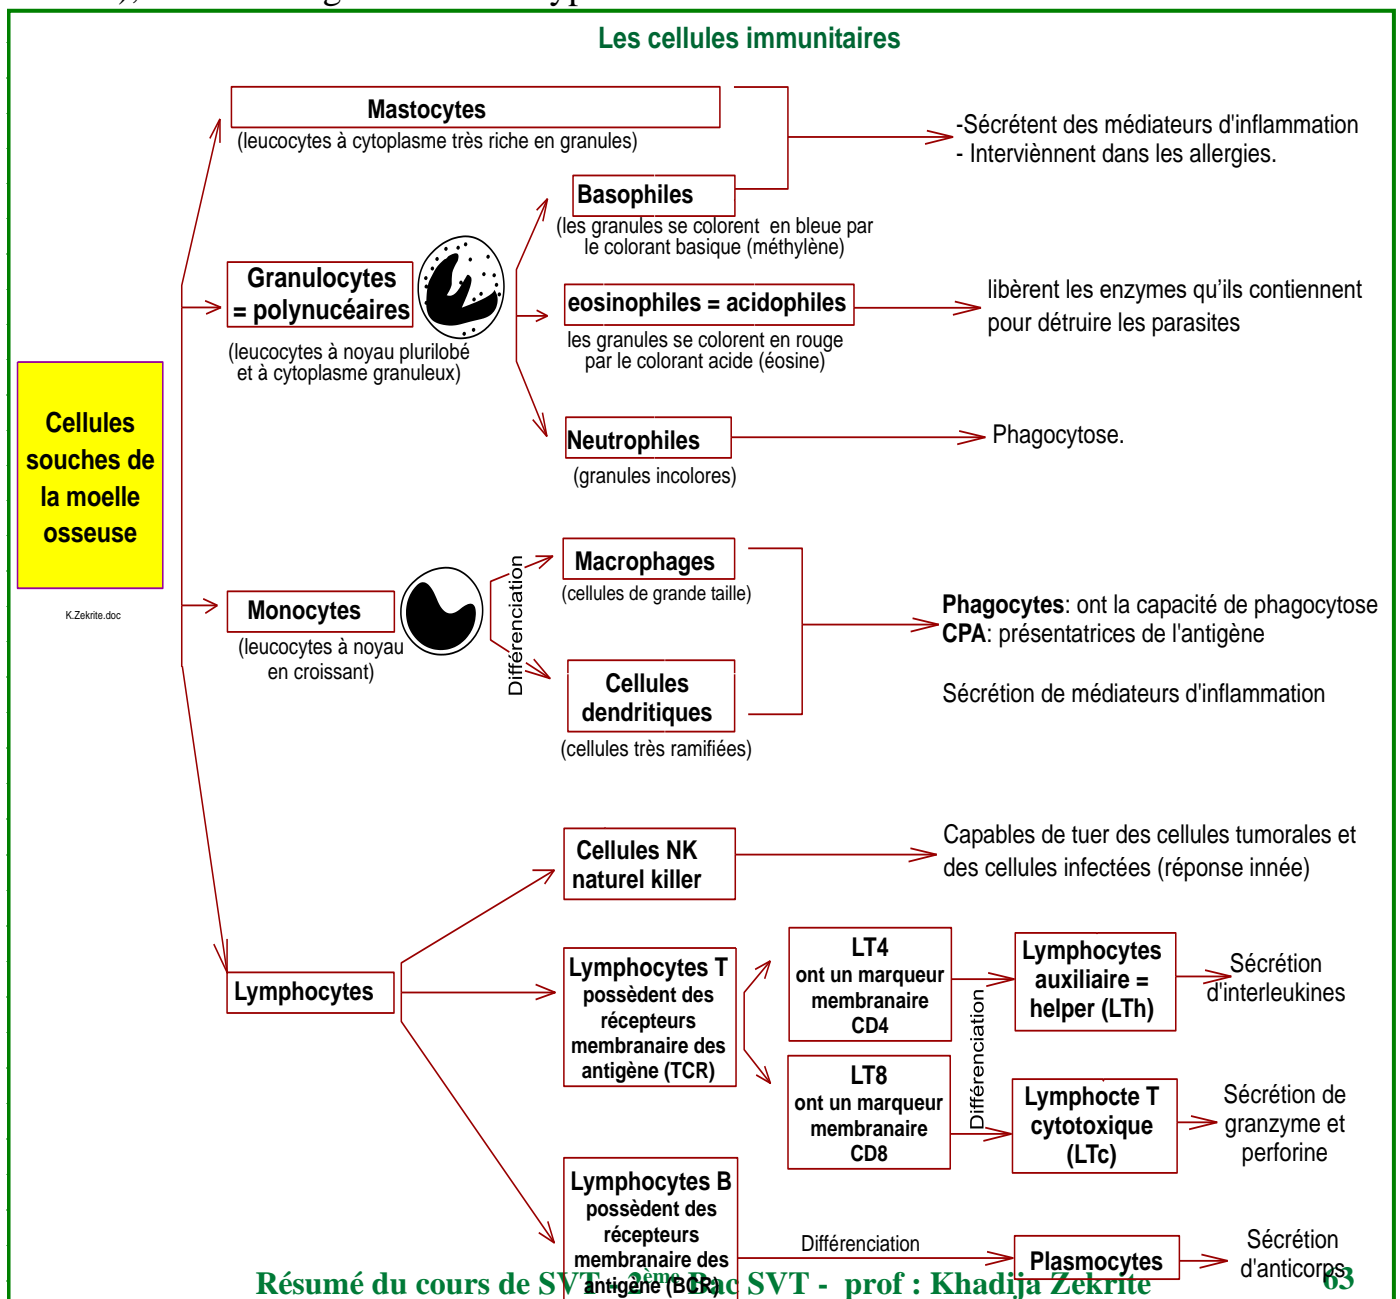 Les cellules immunitaires
Mastocytes
(leucocytes à cytoplasme très riche en granules)
-Sécrétent des médiateurs d'inflammation
- Interviènnent dans les allergies.
Basophiles
(les granules se colorent en bleue par
le colorant basique (méthylène)
Granulocytes
= polynucéaires
(leucocytes à noyau plurilobé
et à cytoplasme granuleux)
eosinophiles = acidophiles
les granules se colorent en rouge
par le colorant acide (éosine)
libèrent les enzymes qu'ils contiennent
pour détruire les parasites
Neutrophiles
(granules incolores)
Phagocytose.
Cellules
souches de
la moelle
osseuse
K.Zekrite.doc
Monocytes
(leucocytes à noyau
en croissant)
Différenciation
Macrophages
(cellules de grande taille)
Cellules
dendritiques
(cellules très ramifiées)
Phagocytes: ont la capacité de phagocytose
CPA: présentatrices de l'antigène
Sécrétion de médiateurs d'inflammation
Cellules NK
naturel killer
Capables de tuer des cellules tumorales et
des cellules infectées (réponse innée)
Lymphocytes
Lymphocytes T
possèdent des
récepteurs
membranaire des
antigène (TCR)
LT4
ont un marqueur
membranaire
CD4
LT8
ont un marqueur
membranaire
CD8
Différenciation
Lymphocytes
auxiliaire =
helper (LTh)
Sécrétion
d'interleukines
Lymphocte T
cytotoxique
(LTc)
Sécrétion de
granzyme et
perforine
Lymphocytes B
possèdent des
récepteurs
membranaire des
antigène (BCR)
Différenciation
Plasmocytes
Sécrétion
d'anticorps
Résumé du cours de SVT - 2ème Bac SVT - prof : Khadija Zekrite
63